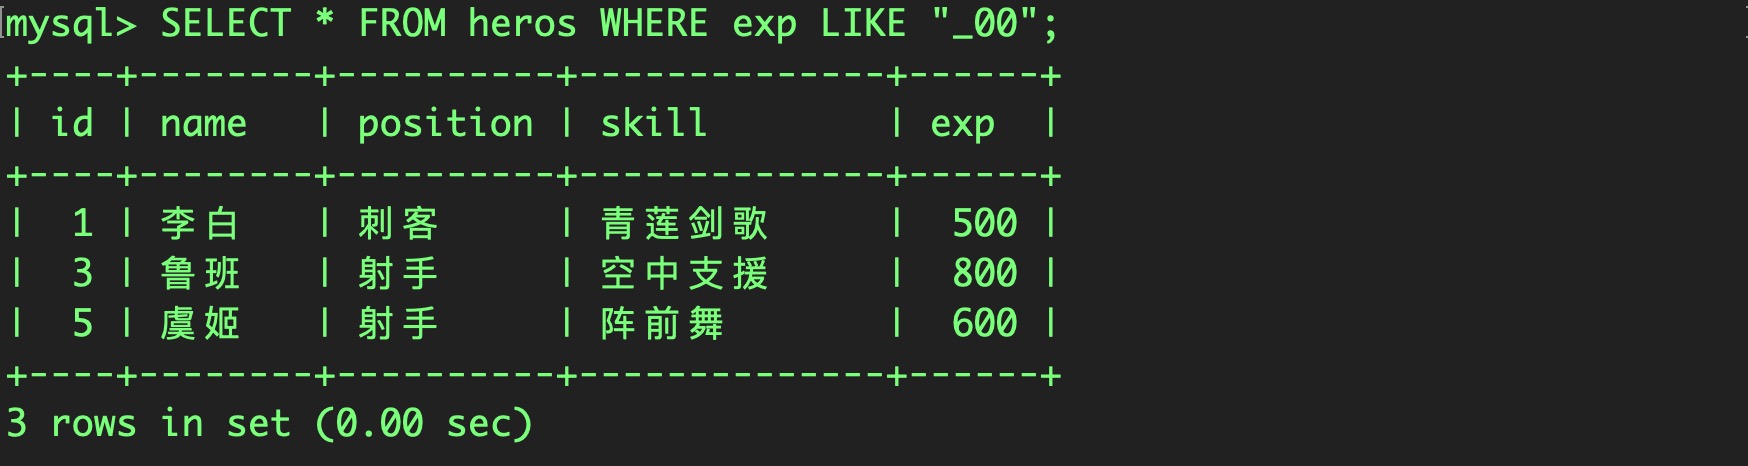 mysql> SELECT * FROM heros WHERE exp LIKE "_00";
+----+--------+----------+--------------+------+
| id | name   | position | skill        | exp  |
+----+--------+----------+--------------+------+
|  1 | 李白   | 刺客     | 青莲剑歌     |  500 |
|  3 | 鲁班   | 射手     | 空中支援     |  800 |
|  5 | 虞姬   | 射手     | 阵前舞       |  600 |
+----+--------+----------+--------------+------+
3 rows in set (0.00 sec)